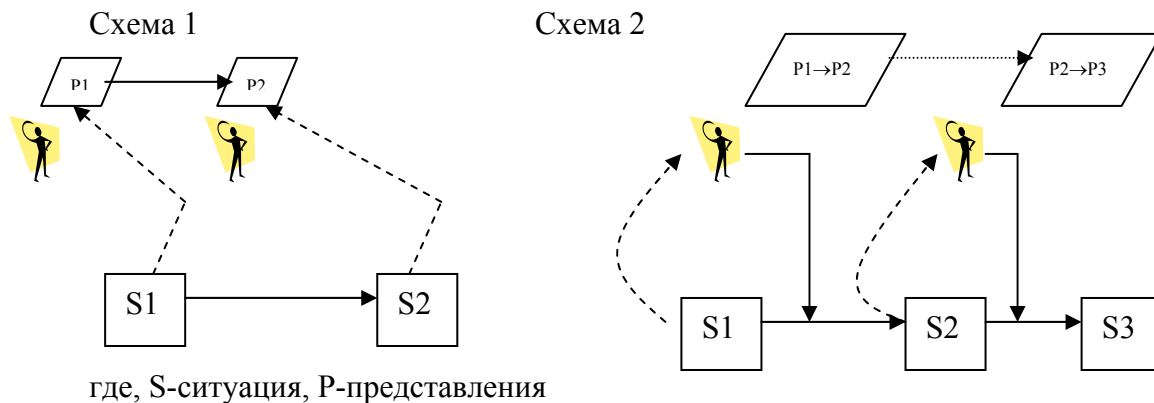 Схема 1
P1
P2
S1
S2
где, S-ситуация, P-представления
Схема 2
P1→P2
P2→P3
S1
S2
S3